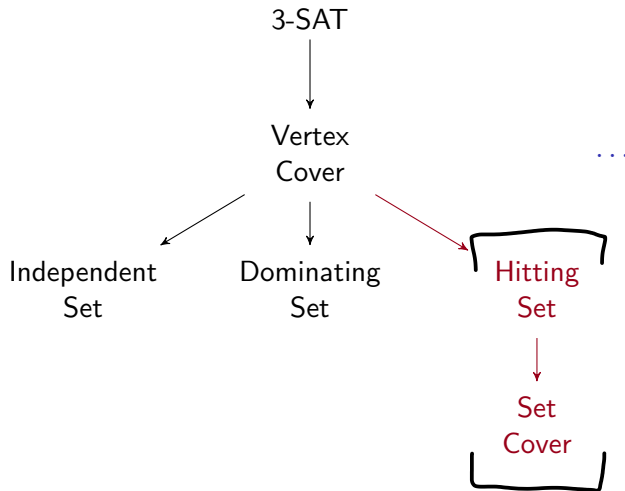 3-SAT
Vertex
Cover
...
Independent
Set
Dominating
Set
Hitting
Set
Set
Cover